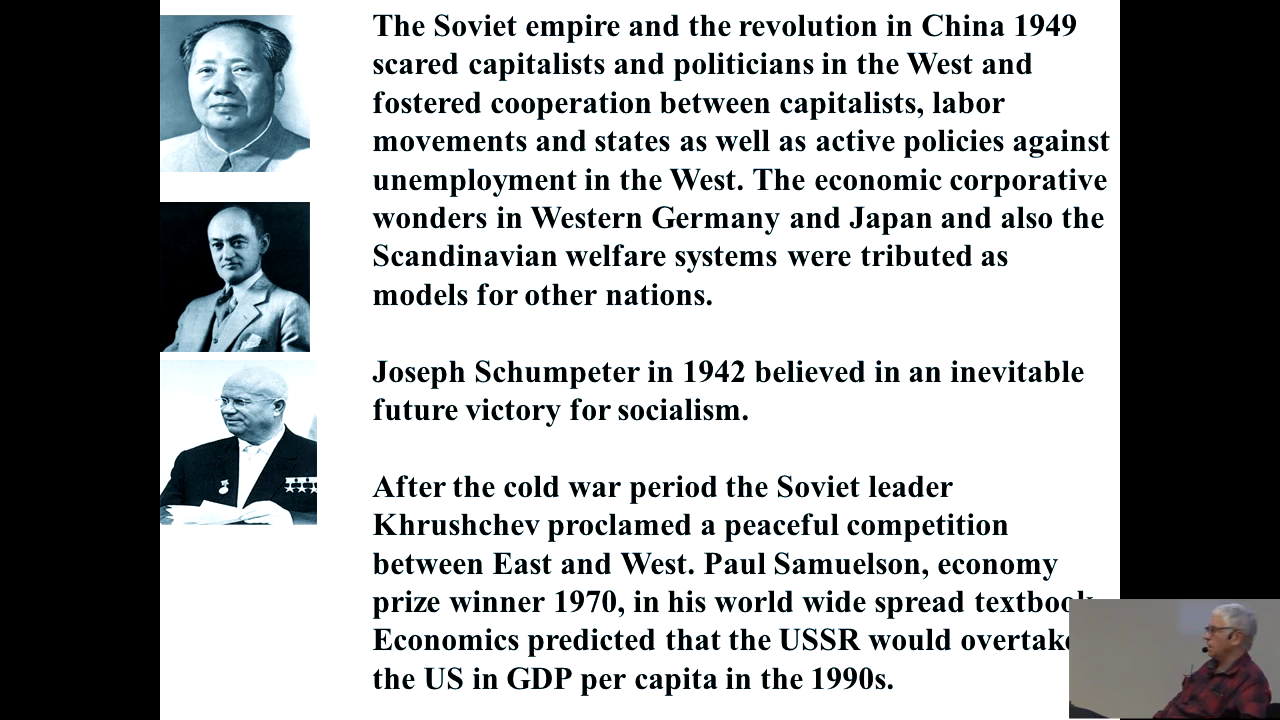 The Soviet empire and the revolution in China 1949
scared capitalists and politicians in the West and
fostered cooperation between capitalists, labor
movements and states as well as active policies against
unemployment in the West. The economic corporative
wonders in Western Germany and Japan and also the
Scandinavian welfare systems were tributed as
models for other nations.
Joseph Schumpeter in 1942 believed in an inevitable
future victory for socialism.
After the cold war period the Soviet leader
Khrushchev proclamed a peaceful competition
between East and West. Paul Samuelson, economy
prize winner 1970, in his world wide spread textbook
Economics predicted that the USSR would overtake
the US in GDP per capita in the 1990s.